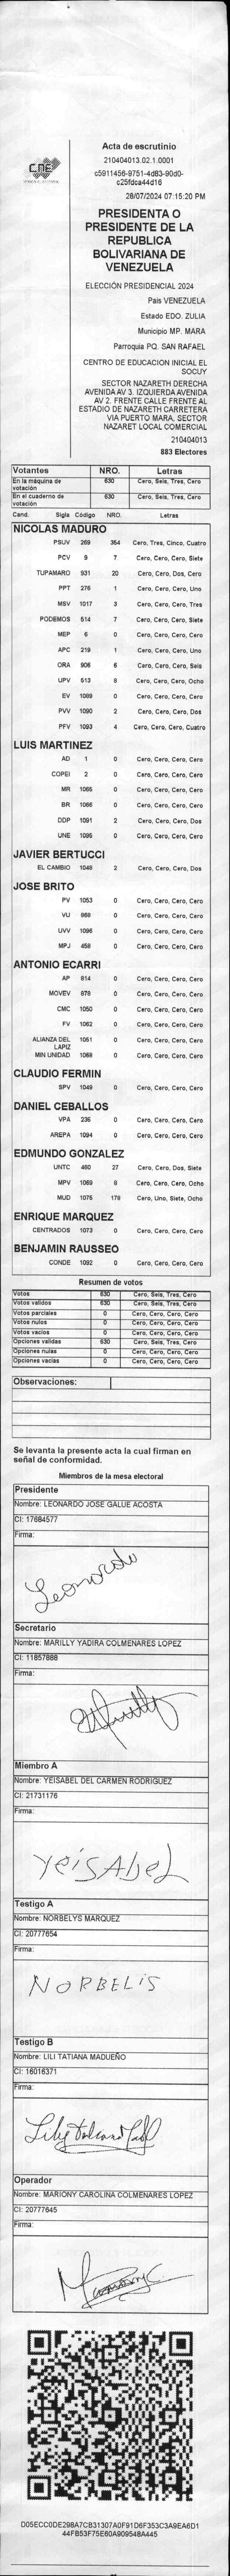 CNE
Acta de escrutinio
210404013.02.1.0001
c5911456-9751-4d83-90d0-
c25fdca44d16
28/07/2024 07:15:20 PM
PRESIDENTA O
PRESIDENTE DE LA
REPUBLICA
BOLIVARIANA DE
VENEZUELA
ELECCIÓN PRESIDENCIAL 2024
Pais VENEZUELA
Estado EDO. ZULIA
Municipio MP. MARA
Parroquia PQ. SAN RAFAEL
CENTRO DE EDUCACION INICIAL EL
SOCUY
SECTOR NAZARETH DERECHA
AVENIDA AV 3. IZQUIERDA AVENIDA
AV 2. FRENTE CALLE FRENTE AL
ESTADIO DE NAZARETH CARRETERA
VIA PUERTO MARA, SECTOR
NAZARET LOCAL COMERCIAL
210404013
883 Electores
Votantes NRO. Letras
En la máquina de votación 630 Cero, Seis, Tres, Cero
En el cuaderno de votación 630 Cero, Seis, Tres, Cero
Cand. Sigla Código NRO. Letras
NICOLAS MADURO
PSUV 269 354 Cero, Tres, Cinco, Cuatro
PCV 9 7 Cero, Cero, Cero, Siete
TUPAMARO 931 20 Cero, Cero, Dos, Cero
PPT 276 1 Cero, Cero, Cero, Uno
MSV 1017 3 Cero, Cero, Cero, Tres
PODEMOS 514 7 Cero, Cero, Cero, Siete
MEP 6 0 Cero, Cero, Cero, Cero
APC 219 1 Cero, Cero, Cero, Uno
ORA 906 6 Cero, Cero, Cero, Seis
UPV 513 8 Cero, Cero, Cero, Ocho
EV 1089 0 Cero, Cero, Cero, Cero
PVV 1090 2 Cero, Cero, Cero, Dos
PFV 1093 4 Cero, Cero, Cero, Cuatro
LUIS MARTINEZ
AD 1 0 Cero, Cero, Cero, Cero
COPEI 2 0 Cero, Cero, Cero, Cero
MR 1065 0 Cero, Cero, Cero, Cero
BR 1066 0 Cero, Cero, Cero, Cero
DDP 1091 2 Cero, Cero, Cero, Dos
UNE 1095 0 Cero, Cero, Cero, Cero
JAVIER BERTUCCI
EL CAMBIO 1048 2 Cero, Cero, Cero, Dos
JOSE BRITO
PV 1053 0 Cero, Cero, Cero, Cero
VU 868 0 Cero, Cero, Cero, Cero
UVV 1096 0 Cero, Cero, Cero, Cero
MPJ 458 0 Cero, Cero, Cero, Cero
ANTONIO ECARRI
AP 814 0 Cero, Cero, Cero, Cero
MOVEV 878 0 Cero, Cero, Cero, Cero
CMC 1050 0 Cero, Cero, Cero, Cero
FV 1062 0 Cero, Cero, Cero, Cero
ALIANZA DEL LAPIZ 1051 0 Cero, Cero, Cero, Cero
MIN UNIDAD 1068 0 Cero, Cero, Cero, Cero
CLAUDIO FERMIN
SPV 1049 0 Cero, Cero, Cero, Cero
DANIEL CEBALLOS
VPA 236 0 Cero, Cero, Cero, Cero
AREPA 1094 0 Cero, Cero, Cero, Cero
EDMUNDO GONZALEZ
UNTC 460 27 Cero, Cero, Dos, Siete
MPV 1069 8 Cero, Cero, Cero, Ocho
MUD 1075 178 Cero, Uno, Siete, Ocho
ENRIQUE MARQUEZ
CENTRADOS 1073 0 Cero, Cero, Cero, Cero
BENJAMIN RAUSSEO
CONDE 1092 0 Cero, Cero, Cero, Cero
Resumen de votos
Votos 630 Cero, Seis, Tres, Cero
Votos validos 630 Cero, Seis, Tres, Cero
Votos parciales 0 Cero, Cero, Cero, Cero
Votos nulos 0 Cero, Cero, Cero, Cero
Votos vacios 0 Cero, Cero, Cero, Cero
Opciones validas 630 Cero, Seis, Tres, Cero
Opciones nulas 0 Cero, Cero, Cero, Cero
Opciones vacias 0 Cero, Cero, Cero, Cero
Observaciones:
Se levanta la presente acta la cual firman en
señal de conformidad.
Miembros de la mesa electoral
Presidente
Nombre: LEONARDO JOSE GALUE ACOSTA
CI: 17684577
Firma:
Leonardo
Secretario
Nombre: MARILLY YADIRA COLMENARES LOPEZ
CI: 11857888
Firma:
Miembro A
Nombre: YEISABEL DEL CARMEN RODRIGUEZ
CI: 21731176
Firma:
YeisAbeL
Testigo A
Nombre: NORBELYS MARQUEZ
CI: 20777654
Firma:
NORBELIS
Testigo B
Nombre: LILI TATIANA MADUEÑO
CI: 16016371
Firma:
Operador
Nombre: MARIONY CAROLINA COLMENARES LOPEZ
CI: 20777645
Firma:
D05ECC0DE298A7CB31307A0F91D6F353C3A9EA6D1
44FB53F75E60A909548A445